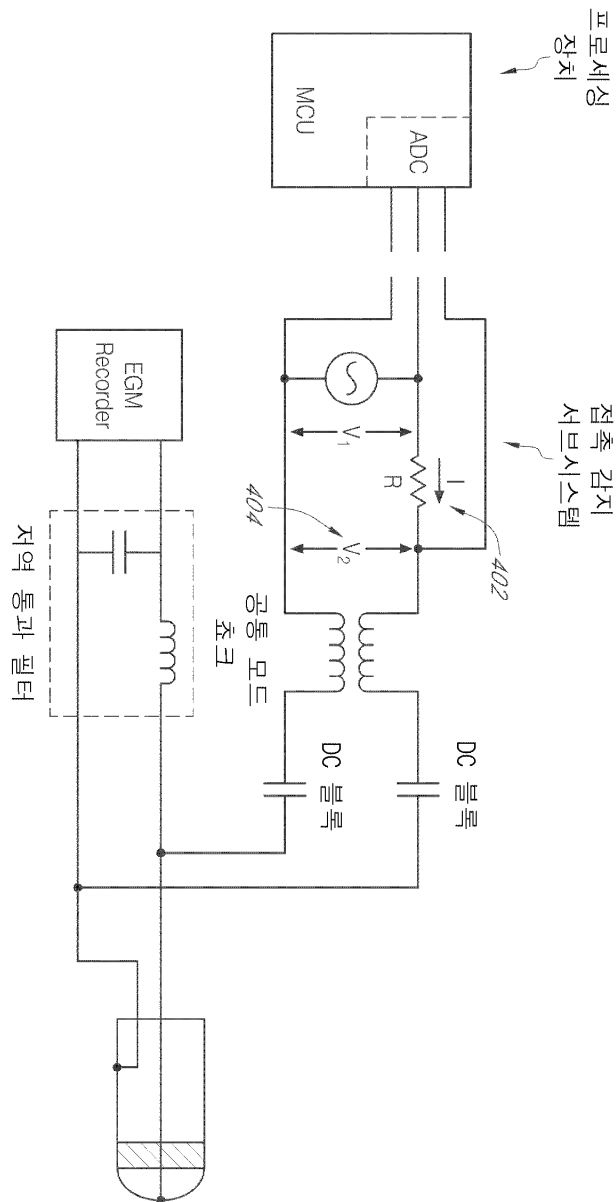 프로세싱
장치
MCU
ADC
접촉 감지
서브시스템
I
R
402
V₁
V₂
404
공통 모드
초크
DC 블록
DC 블록
EGM
Recorder
저역 통과 필터